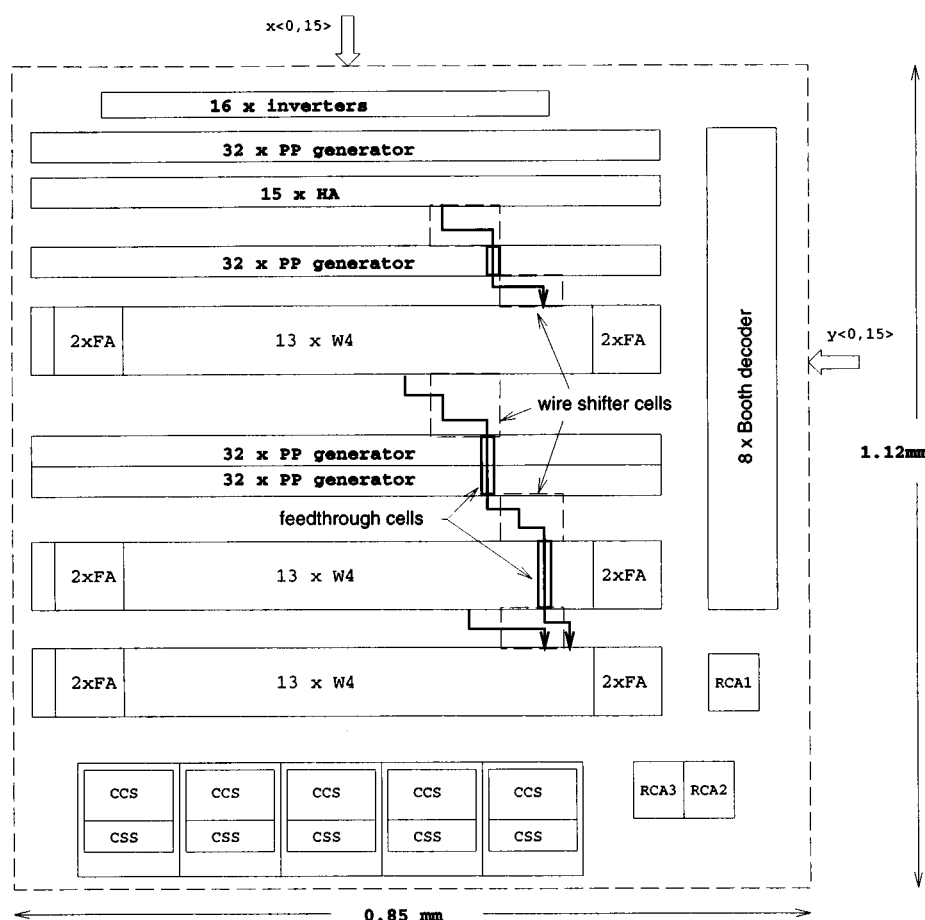 x<0,15>
16 x inverters
32 x PP generator
15 x HA
32 x PP generator
2xFA 13 x W4 2xFA
y<0,15>
wire shifter cells
8 x Booth decoder
1.12mm
32 x PP generator
32 x PP generator
feedthrough cells
2xFA 13 x W4 2xFA
2xFA 13 x W4 2xFA
RCA1
CCS CCS CCS CCS CCS
RCA3 RCA2
CSS CSS CSS CSS CSS
0.85 mm